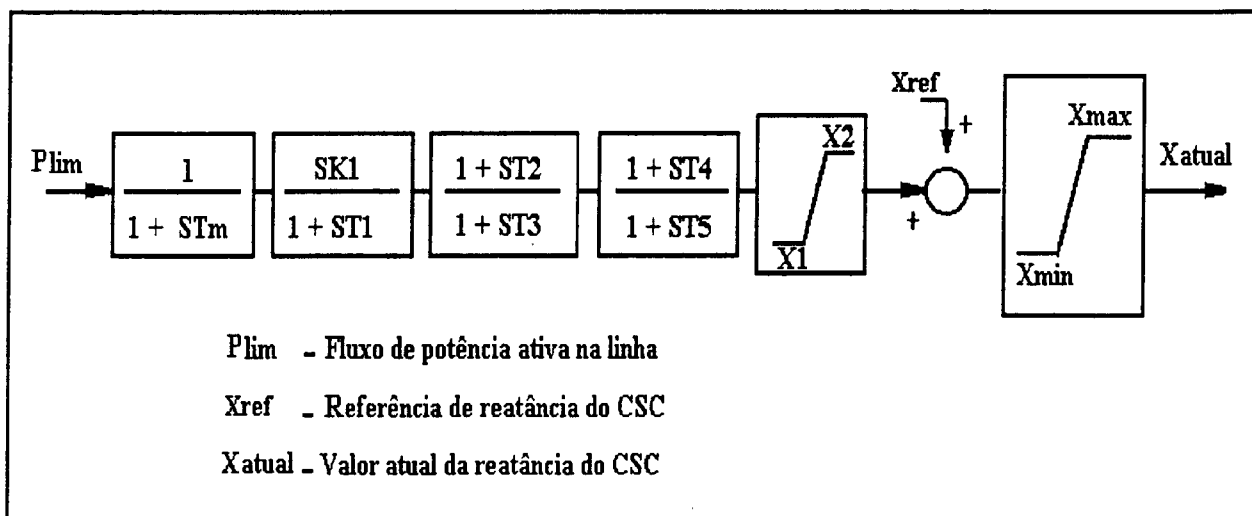 Plim
1
1 + STm
SK1
1 + ST1
1 + ST2
1 + ST3
1 + ST4
1 + ST5
X2
X1
Xref
+
+
Xmax
Xmin
Xatual
Plim - Fluxo de potência ativa na linha
Xref - Referência de reatância do CSC
Xatual - Valor atual da reatância do CSC